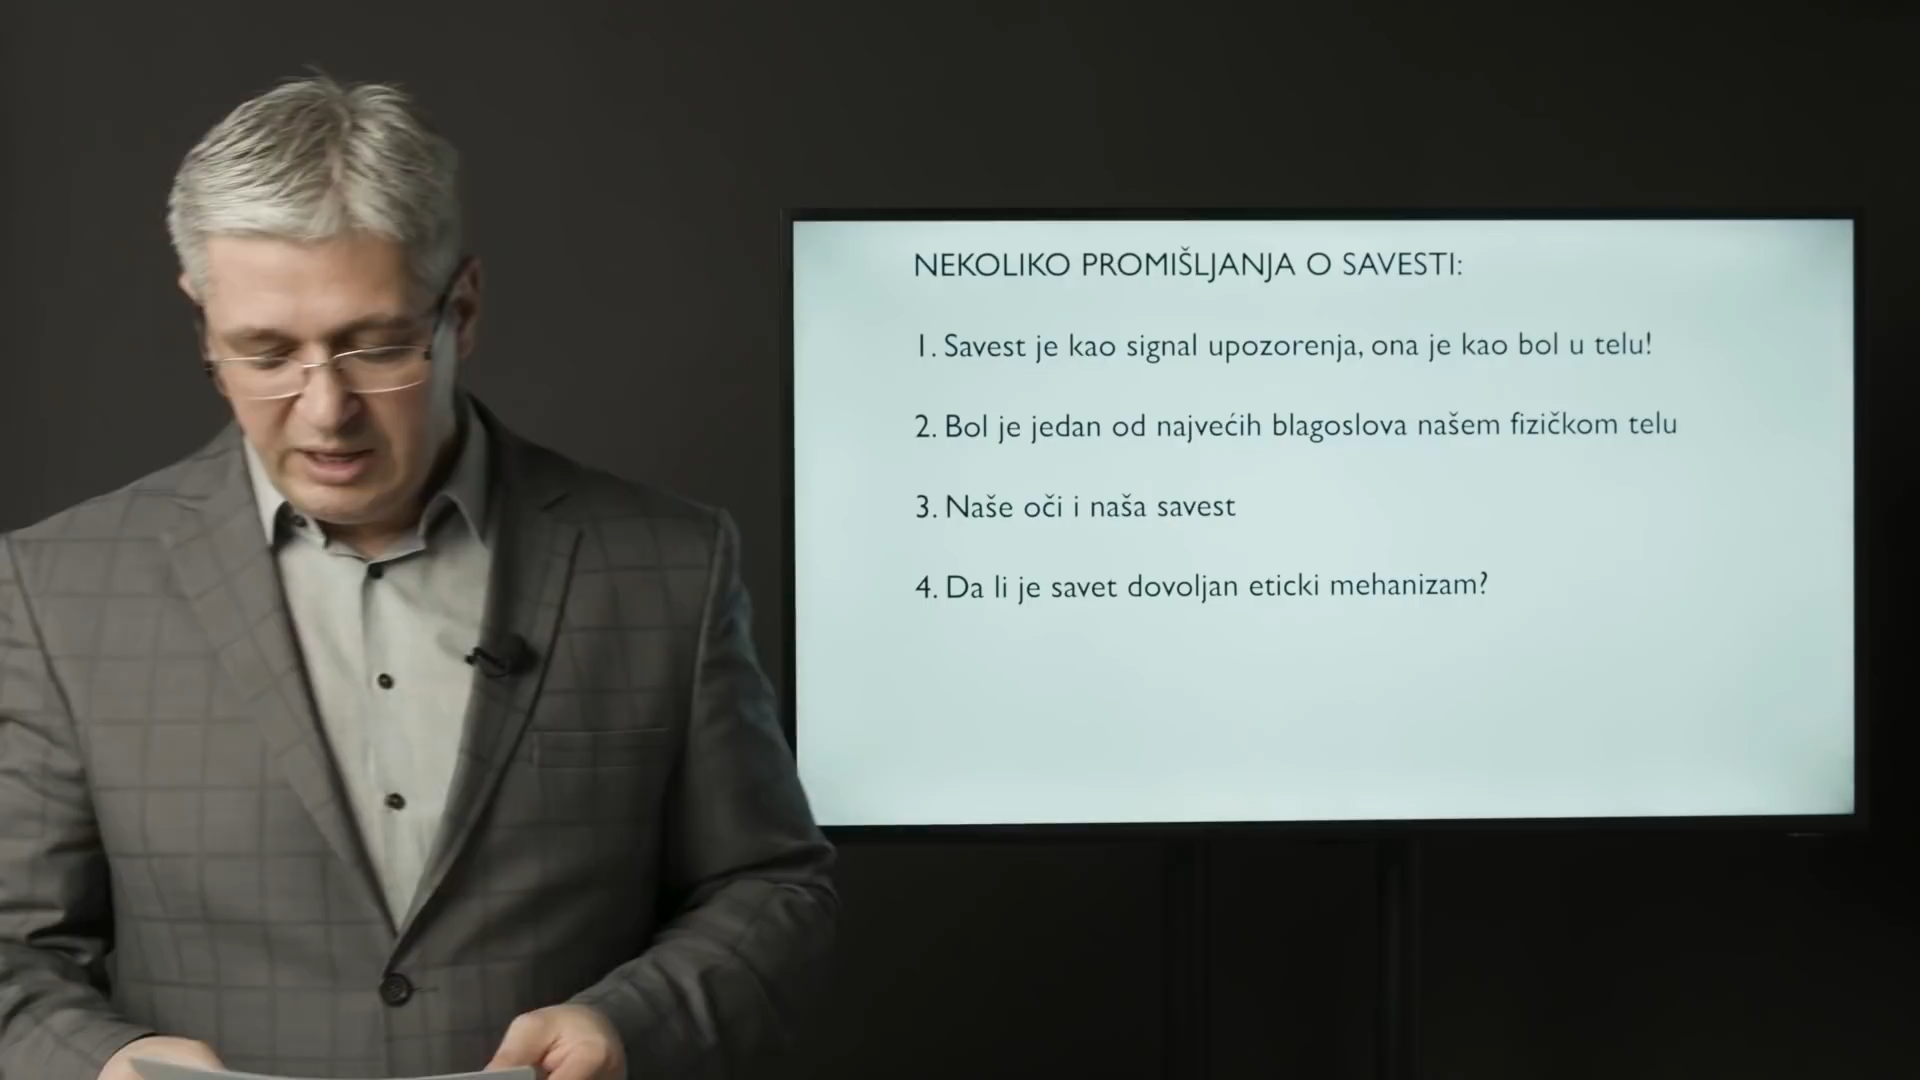 NEKOLIKO PROMIŠLJANJA O SAVESTI:
1. Savest je kao signal upozorenja, ona je kao bol u telu!
2. Bol je jedan od najvećih blagoslova našem fizičkom telu
3. Naše oči i naša savest
4. Da li je savet dovoljan eticki mehanizam?